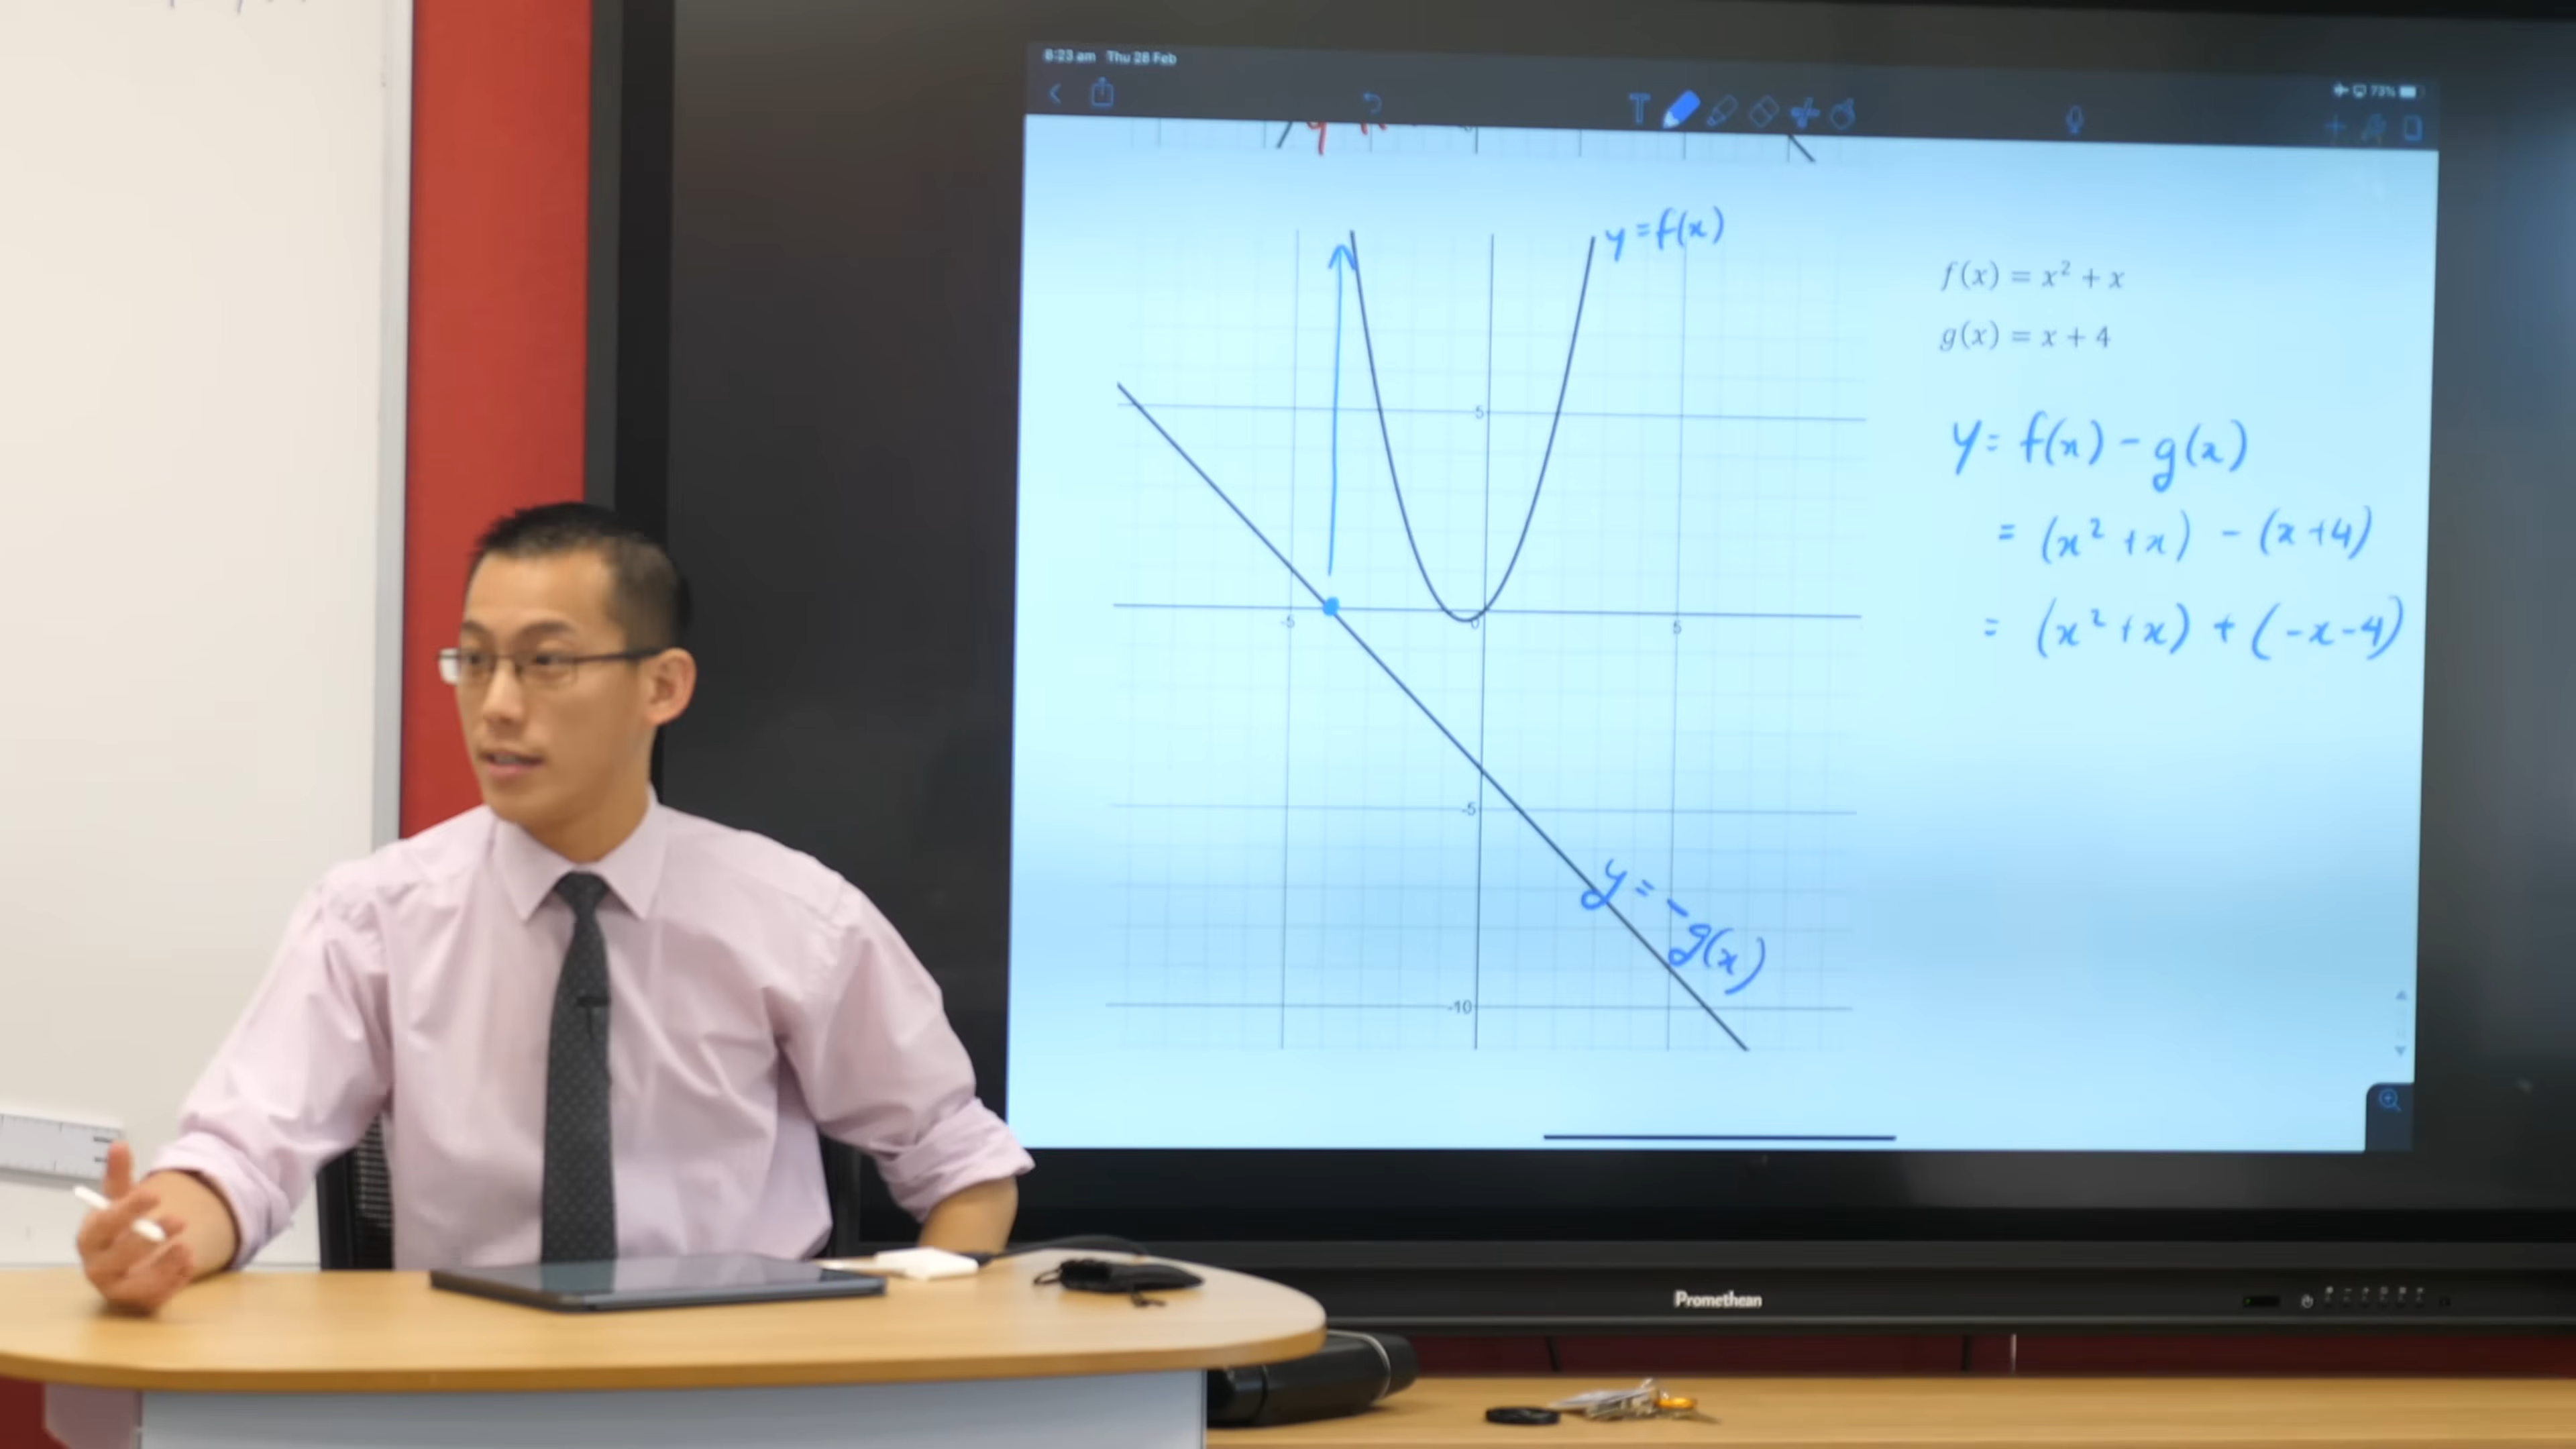 8:23 am Thu 28 Feb
73%
T
y = f(x)
f(x) = x² + x
g(x) = x + 4
5
y = f(x) - g(x)
= (x² + x) - (x + 4)
= (x² + x) + (-x - 4)
-5
0
5
-5
y = -g(x)
-10
Promethean